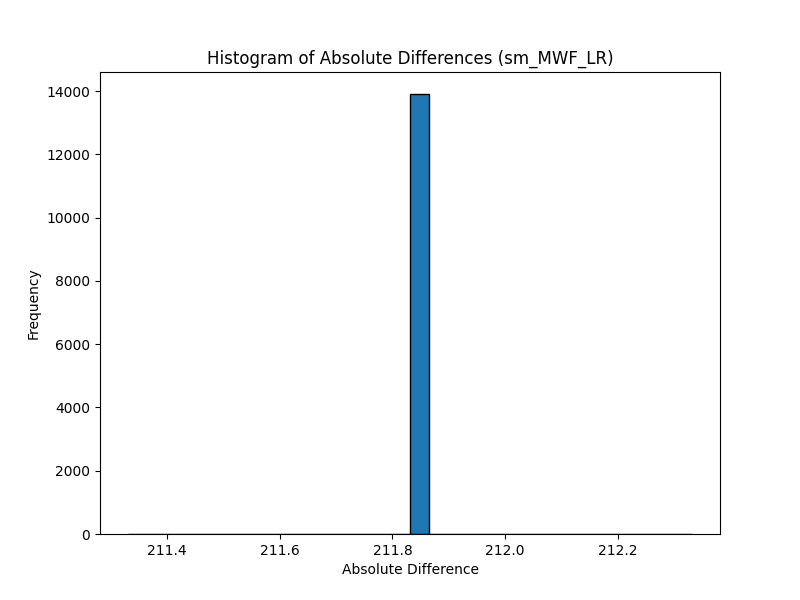 Histogram of Absolute Differences (sm_MWF_LR)
14000
12000
10000
8000
6000
4000
2000
0
Frequency
211.4 211.6 211.8 212.0 212.2
Absolute Difference